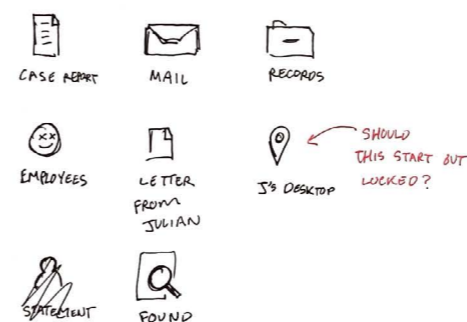 CASE REPORT
MAIL
RECORDS
EMPLOYEES
LETTER
FROM
JULIAN
J'S DESKTOP
SHOULD
THIS START OUT
LOCKED?
STATEMENT
FOUND